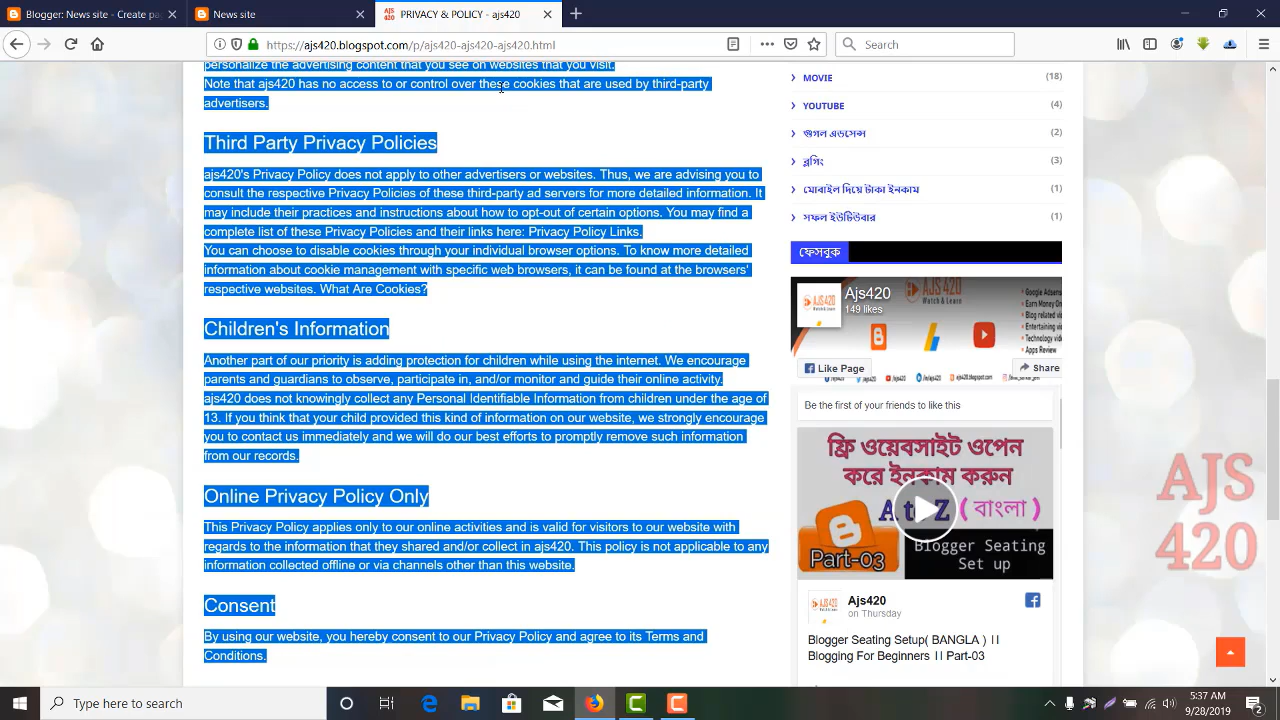 Blogger: News site - Create pag
News site
PRIVACY & POLICY - ajs420
https://ajs420.blogspot.com/p/ajs420-ajs420-ajs420.html
Search
personalize the advertising content that you see on websites that you visit.
Note that ajs420 has no access to or control over these cookies that are used by third-party
advertisers.
Third Party Privacy Policies
ajs420's Privacy Policy does not apply to other advertisers or websites. Thus, we are advising you to
consult the respective Privacy Policies of these third-party ad servers for more detailed information. It
may include their practices and instructions about how to opt-out of certain options. You may find a
complete list of these Privacy Policies and their links here: Privacy Policy Links.
You can choose to disable cookies through your individual browser options. To know more detailed
information about cookie management with specific web browsers, it can be found at the browsers'
respective websites. What Are Cookies?
Children's Information
Another part of our priority is adding protection for children while using the internet. We encourage
parents and guardians to observe, participate in, and/or monitor and guide their online activity.
ajs420 does not knowingly collect any Personal Identifiable Information from children under the age of
13. If you think that your child provided this kind of information on our website, we strongly encourage
you to contact us immediately and we will do our best efforts to promptly remove such information
from our records.
Online Privacy Policy Only
This Privacy Policy applies only to our online activities and is valid for visitors to our website with
regards to the information that they shared and/or collect in ajs420. This policy is not applicable to any
information collected offline or via channels other than this website.
Consent
By using our website, you hereby consent to our Privacy Policy and agree to its Terms and
Conditions.
MOVIE (18)
YOUTUBE (4)
গুগল এডসেন্স (2)
ব্লগিং (3)
মোবাইল দিয়ে টাকা ইনকাম (1)
সফল ইউটিউবার (1)
ফেসবুক
Ajs420
149 likes
AJS420
Watch & Learn
Google Adsens
Earn Money On
Blog related vi
Entertaining vi
Technology vid
Apps Review
Like Page
Share
Be the first of your friends to like this
ফ্রি ওয়েবসাইট ওপেন
করে ইনকাম করুন
A to Z ( বাংলা )
Part-03
Blogger Seating
Set up
Ajs420
on Thursday
Blogger Seating Setup( BANGLA ) ।।
Blogging For Beginners ।। Part-03
AJS
420
Type here to search
5:37 AM
9/28/2019
2